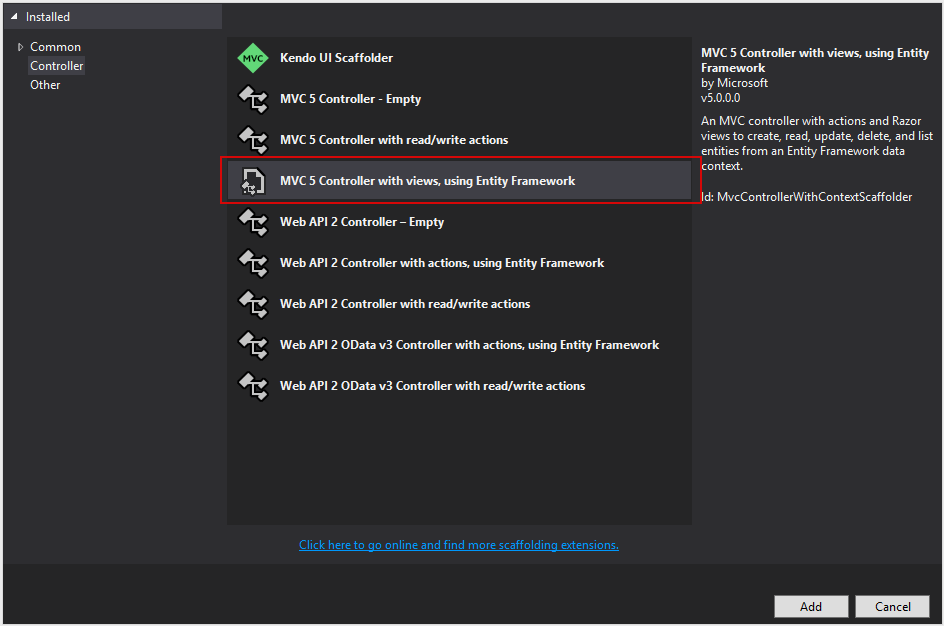 Installed
Common
Controller
Other
MVC
Kendo UI Scaffolder
MVC 5 Controller - Empty
MVC 5 Controller with read/write actions
MVC 5 Controller with views, using Entity Framework
Web API 2 Controller – Empty
Web API 2 Controller with actions, using Entity Framework
Web API 2 Controller with read/write actions
Web API 2 OData v3 Controller with actions, using Entity Framework
Web API 2 OData v3 Controller with read/write actions
Click here to go online and find more scaffolding extensions.
MVC 5 Controller with views, using Entity
Framework
by Microsoft
v5.0.0.0
An MVC controller with actions and Razor
views to create, read, update, delete, and list
entities from an Entity Framework data
context.
Id: MvcControllerWithContextScaffolder
Add
Cancel